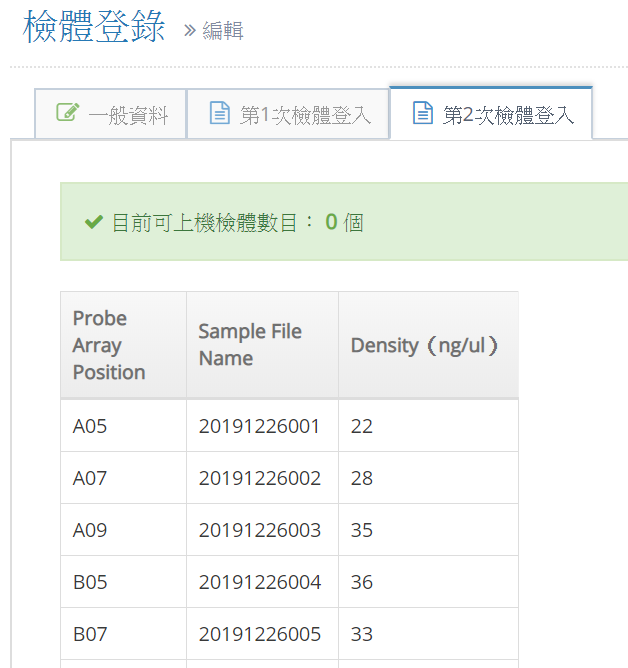 檢體登錄 » 編輯
一般資料 第1次檢體登入 第2次檢體登入
目前可上機檢體數目： 0 個
Probe Array Position Sample File Name Density（ng/ul）
A05 20191226001 22
A07 20191226002 28
A09 20191226003 35
B05 20191226004 36
B07 20191226005 33